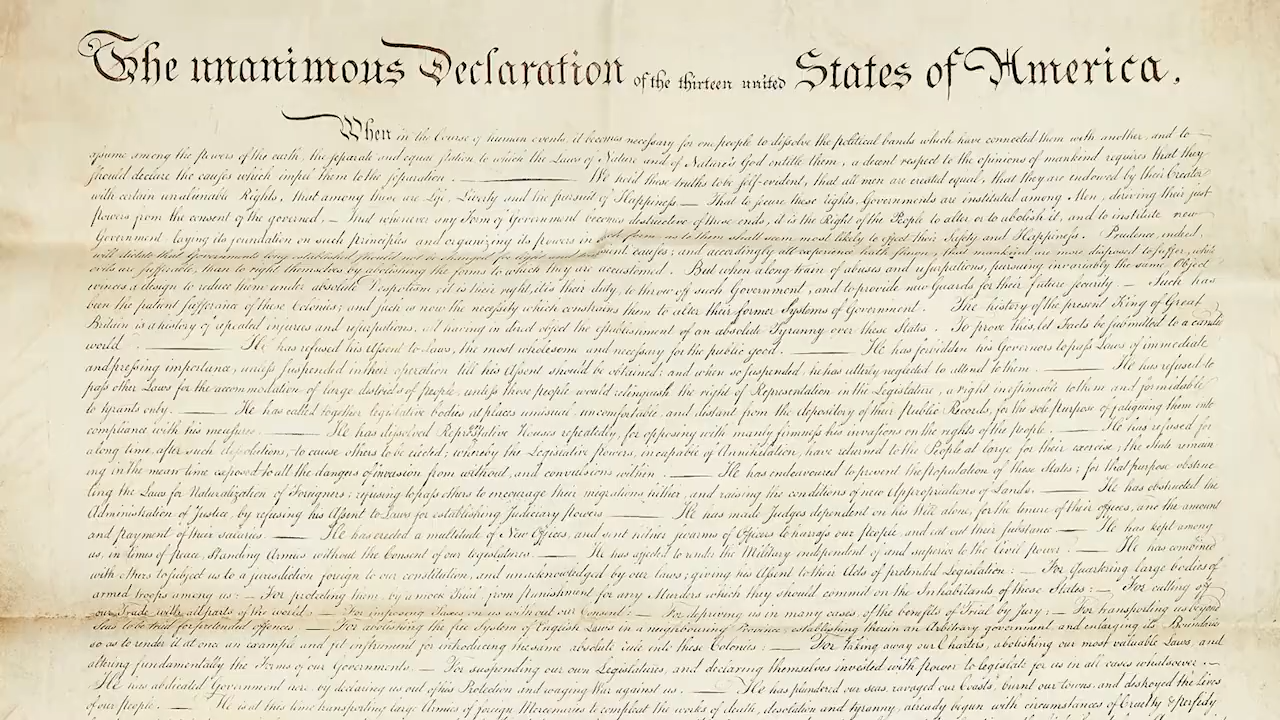 The unanimous Declaration of the thirteen united States of America,
When in the Course of human events, it becomes necessary for one people to dissolve the political bands which have connected them with another, and to
assume among the powers of the earth, the separate and equal station to which the Laws of Nature and of Nature's God entitle them, a decent respect to the opinions of mankind requires that they
should declare the causes which impel them to the separation. — We hold these truths to be self-evident, that all men are created equal, that they are endowed by their Creator
with certain unalienable Rights, that among these are Life, Liberty and the pursuit of Happiness — That to secure these rights, Governments are instituted among Men, deriving their just
powers from the consent of the governed, — That whenever any Form of Government becomes destructive of these ends, it is the Right of the People to alter or to abolish it, and to institute new
Government, laying its foundation on such principles and organizing its powers in form, as to them shall seem most likely to effect their Safety and Happiness. Prudence, indeed,
will dictate that Governments long established should not be changed for light and causes; and accordingly all experience hath shewn, that mankind are more disposed to suffer, while
evils are sufferable, than to right themselves by abolishing the forms to which they are accustomed. But when a long train of abuses and usurpations, pursuing invariably the same Object
evinces a design to reduce them under absolute Despotism, it is their right, it is their duty, to throw off such Government, and to provide new Guards for their future security. — Such has
been the patient sufferance of these Colonies; and such is now the necessity which constrains them to alter their former Systems of Government. The history of the present King of Great
Britain is a history of repeated injuries and usurpations, all having in direct object the establishment of an absolute Tyranny over these States. To prove this, let Facts be submitted to a candid
world. — He has refused his Assent to Laws, the most wholesome and necessary for the public good. — He has forbidden his Governors to pass Laws of immediate
and pressing importance, unless suspended in their operation till his Assent should be obtained; and when so suspended, he has utterly neglected to attend to them. — He has refused to
pass other Laws for the accommodation of large districts of people, unless those people would relinquish the right of Representation in the Legislature, a right inestimable to them and formidable
to tyrants only. — He has called together legislative bodies at places unusual, uncomfortable, and distant from the depository of their Public Records, for the sole purpose of fatiguing them into
compliance with his measures. — He has dissolved Houses repeatedly, for opposing with manly firmness his invasions on the rights of the people. — He has refused for
a long time, after such dissolutions, to cause others to be elected; whereby the Legislative powers, incapable of Annihilation, have returned to the People at large for their exercise; the State remain-
ing in the mean time exposed to all the dangers of invasion from without, and convulsions within. — He has endeavoured to prevent the population of these States; for that purpose obstruc-
ting the Laws for Naturalization of Foreigners; refusing to pass others to encourage their migrations hither, and raising the conditions of new Appropriations of Lands. — He has obstructed the
Administration of Justice, by refusing his Assent to Laws for establishing Judiciary powers — He has made Judges dependent on his Will alone, for the tenure of their offices, and the amount
and payment of their salaries. — He has erected a multitude of New Offices, and sent hither swarms of Officers to harrass our people, and eat out their substance — He has kept among
us, in times of peace, Standing Armies without the Consent of our legislatures. — He has affected to render the Military independent of and superior to the Civil power. — He has combined
with others to subject us to a jurisdiction foreign to our constitution, and unacknowledged by our laws; giving his Assent to their Acts of pretended Legislation: — For Quartering large bodies of
armed troops among us: — For protecting them, by a mock Trial, from punishment for any Murders which they should commit on the Inhabitants of these States: — For cutting off
our Trade with all parts of the world: — For imposing Taxes on us without our Consent: — For depriving us in many cases of the benefits of Trial by Jury: — For transporting us beyond
Seas to be tried for pretended offences — For abolishing the free System of English Laws in a neighbouring Province, establishing therein an Arbitrary government, and enlarging its Boundaries
so as to render it at once an example and fit instrument for introducing the same absolute rule into these Colonies: — For taking away our Charters, abolishing our most valuable Laws, and
altering fundamentally the Forms of our Governments: — For suspending our own Legislatures, and declaring themselves invested with power to legislate for us in all cases whatsoever. —
He has abdicated Government here, by declaring us out of his Protection and waging War against us. — He has plundered our seas, ravaged our Coasts, burnt our towns, and destroyed the Lives
of our people. — He is at this time transporting large Armies of foreign Mercenaries to compleat the works of death, desolation and tyranny, already begun with circumstances of Cruelty & perfidy